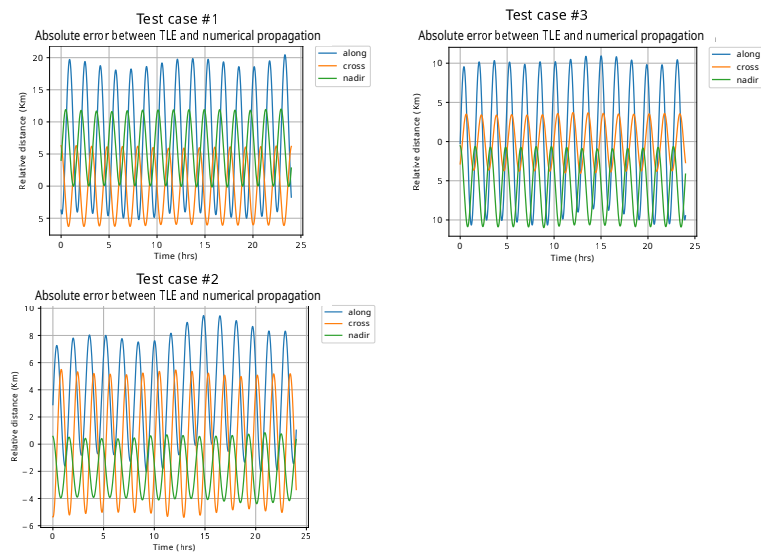 Test case #1
Absolute error between TLE and numerical propagation
along
cross
nadir
20
15
10
5
0
5
Relative distance (Km)
0 5 10 15 20 25
Time (hrs)
Test case #3
Absolute error between TLE and numerical propagation
along
cross
nadir
10
5
0
5
10
Relative distance (Km)
0 5 10 15 20 25
Time (hrs)
Test case #2
Absolute error between TLE and numerical propagation
along
cross
nadir
10
8
6
4
2
0
−2
−4
−6
Relative distance (Km)
0 5 10 15 20 25
Time (hrs)